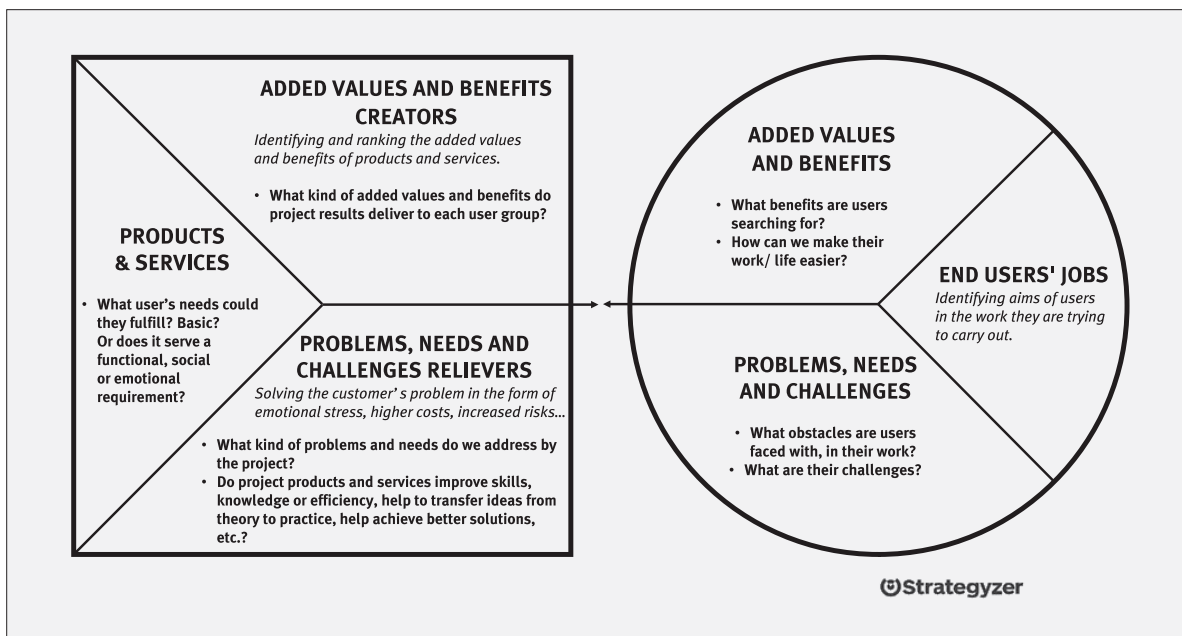 ADDED VALUES AND BENEFITS
CREATORS
Identifying and ranking the added values
and benefits of products and services.
• What kind of added values and benefits do
project results deliver to each user group?
PRODUCTS
& SERVICES
• What user's needs could
they fulfill? Basic?
Or does it serve a
functional, social
or emotional
requirement?
PROBLEMS, NEEDS AND
CHALLENGES RELIEVERS
Solving the customer's problem in the form of
emotional stress, higher costs, increased risks...
• What kind of problems and needs do we address by
the project?
• Do project products and services improve skills,
knowledge or efficiency, help to transfer ideas from
theory to practice, help achieve better solutions,
etc.?
ADDED VALUES
AND BENEFITS
• What benefits are users
searching for?
• How can we make their
work/ life easier?
END USERS' JOBS
Identifying aims of users
in the work they are trying
to carry out.
PROBLEMS, NEEDS
AND CHALLENGES
• What obstacles are users
faced with, in their work?
• What are their challenges?
Strategyzer